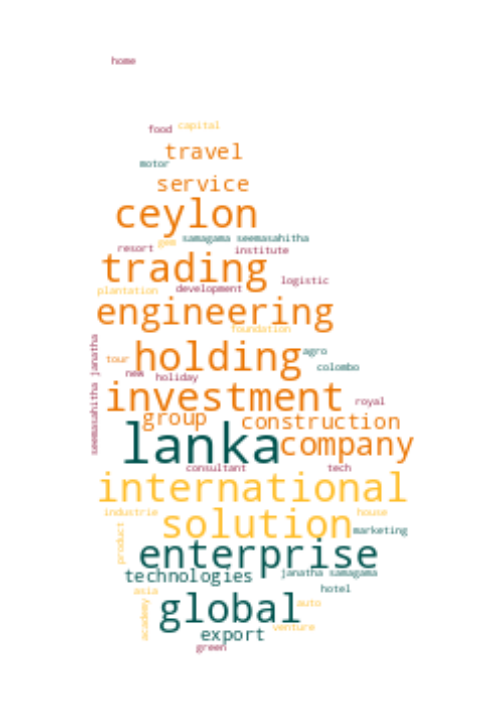 home
food capital
travel
motor
service
ceylon
samagama seemasahitha
gem
resort institute
trading
logistic
plantation development
engineering
foundation
holding
agro
tour
colombo
new holiday
seemasahitha janatha
investment
royal
group
construction
lanka
company
consultant tech
international
industrie house
solution
marketing
product
enterprise
technologies
janatha samagama
asia hotel
global
auto
academy
export
venture
green